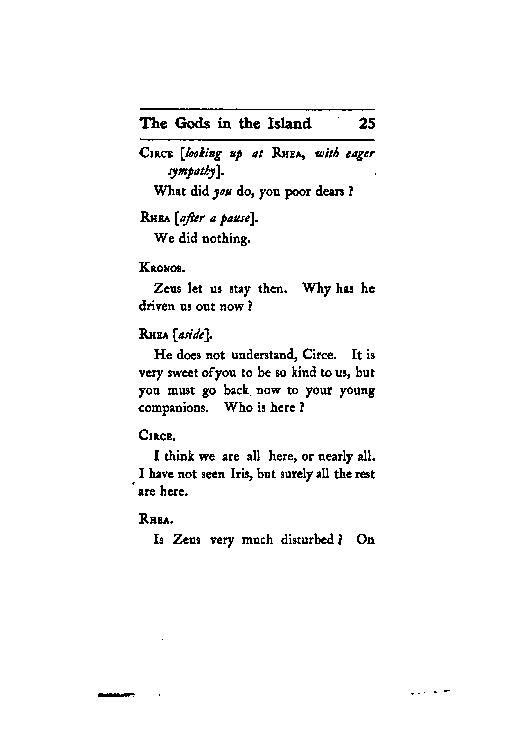 The Gods in the Island 25
CIRCE [looking up at RHEA, with eager
sympathy].
What did you do, you poor dears ?
RHEA [after a pause].
We did nothing.
KRONOS.
Zeus let us stay then. Why has he
driven us out now ?
RHEA [aside].
He does not understand, Circe. It is
very sweet of you to be so kind to us, but
you must go back now to your young
companions. Who is here ?
CIRCE.
I think we are all here, or nearly all.
I have not seen Iris, but surely all the rest
are here.
RHEA.
Is Zeus very much disturbed ? On